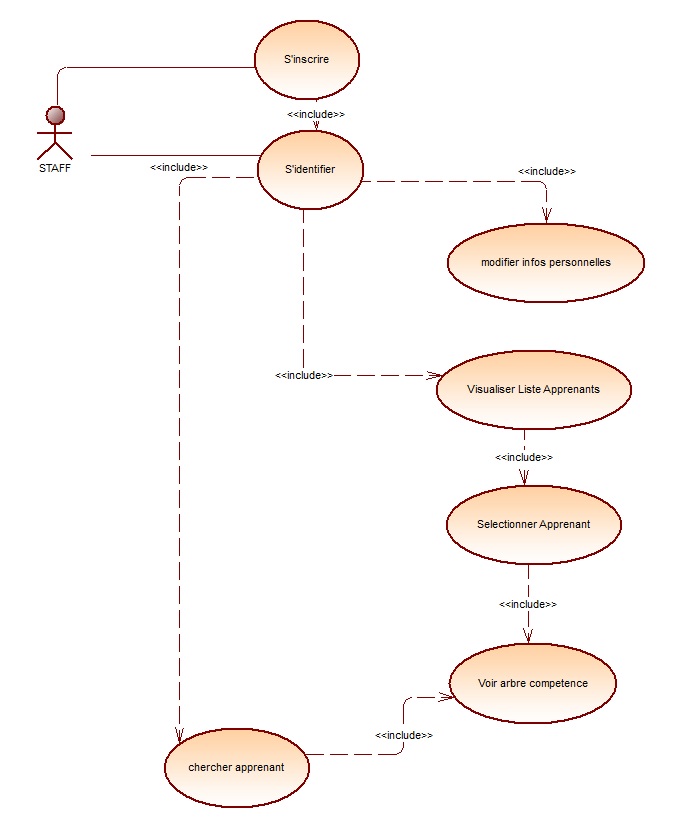 S'inscrire
<<include>>
STAFF
<<include>>
S'identifier
<<include>>
modifier infos personnelles
<<include>>
Visualiser Liste Apprenants
<<include>>
Selectionner Apprenant
<<include>>
Voir arbre competence
<<include>>
chercher apprenant